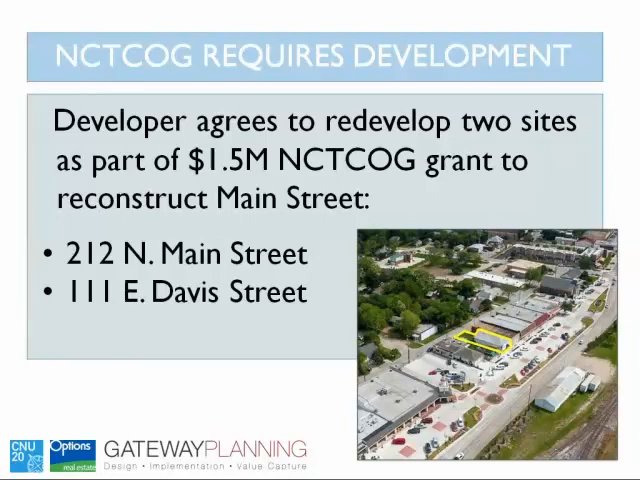 NCTCOG REQUIRES DEVELOPMENT
Developer agrees to redevelop two sites
as part of $1.5M NCTCOG grant to
reconstruct Main Street:
• 212 N. Main Street
• 111 E. Davis Street
CNU
20
Options
real estate
GATEWAYPLANNING
Design • Implementation • Value Capture